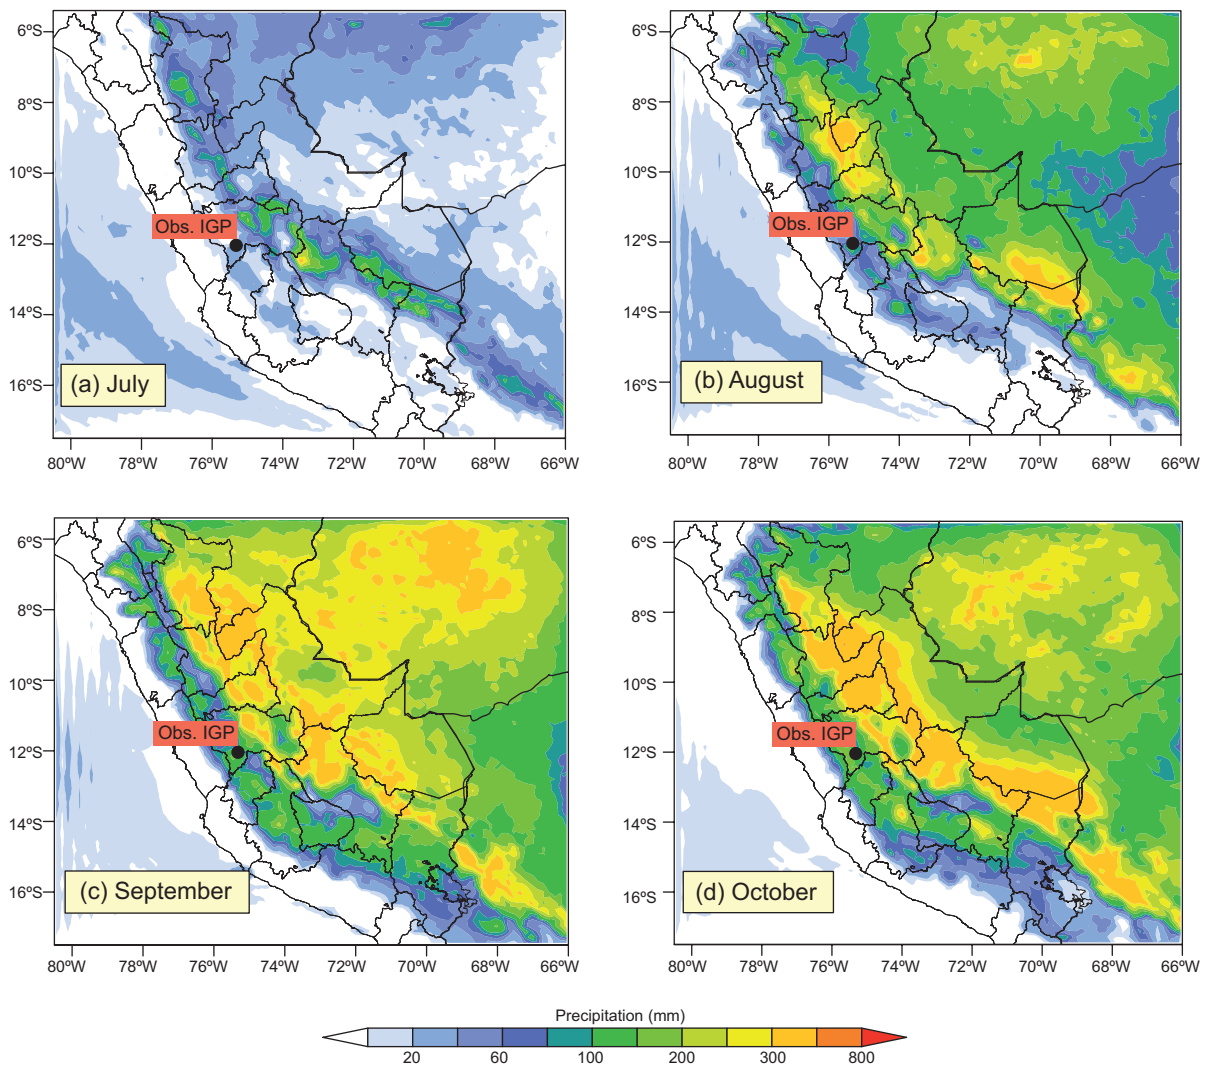 6ºS
8ºS
10ºS
12ºS
14ºS
16ºS
Obs. IGP
(a) July
80ºW 78ºW 76ºW 74ºW 72ºW 70ºW 68ºW 66ºW
6ºS
8ºS
10ºS
12ºS
14ºS
16ºS
Obs. IGP
(b) August
80ºW 78ºW 76ºW 74ºW 72ºW 70ºW 68ºW 66ºW
6ºS
8ºS
10ºS
12ºS
14ºS
16ºS
Obs. IGP
(c) September
80ºW 78ºW 76ºW 74ºW 72ºW 70ºW 68ºW 66ºW
6ºS
8ºS
10ºS
12ºS
14ºS
16ºS
Obs. IGP
(d) October
80ºW 78ºW 76ºW 74ºW 72ºW 70ºW 68ºW 66ºW
Precipitation (mm)
20 60 100 200 300 800